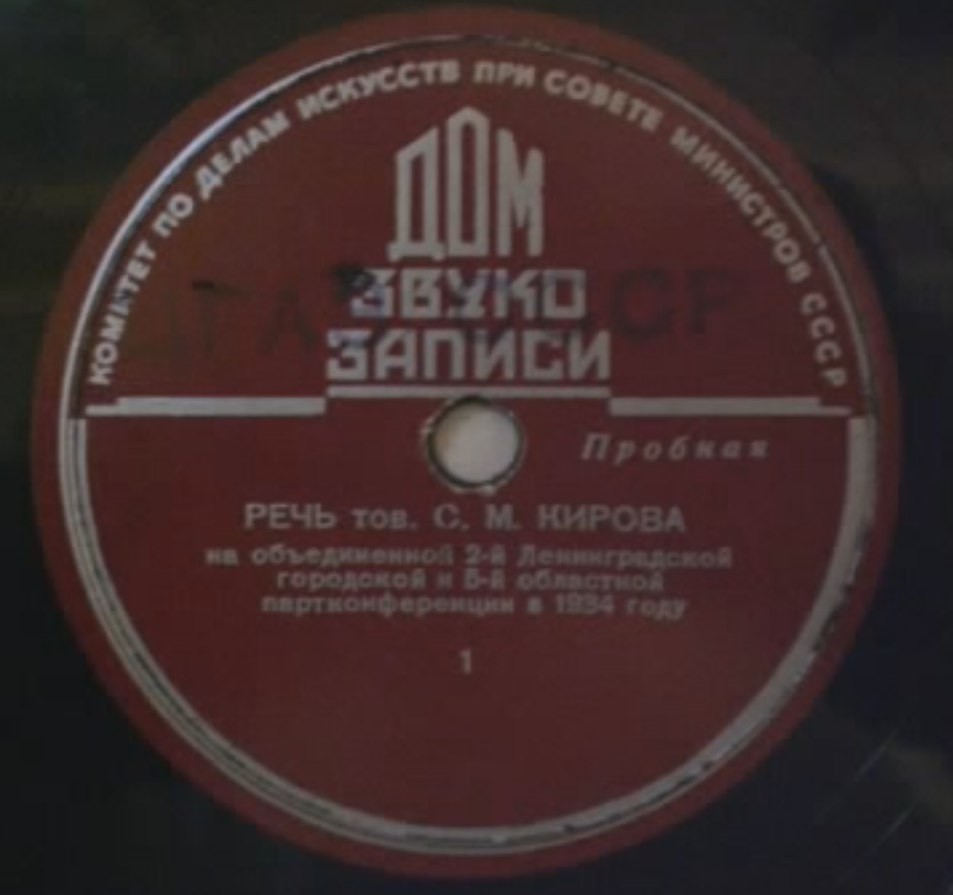 КОМИТЕТ ПО ДЕЛАМ ИСКУССТВ ПРИ СОВЕТЕ МИНИСТРОВ СССР
ДОМ
ЗВУКО
ЗАПИСИ
Пробная
РЕЧЬ тов. С. М. КИРОВА
на объединенной 2-й Ленинградской
городской и 5-й областной
партконференции в 1934 году
1